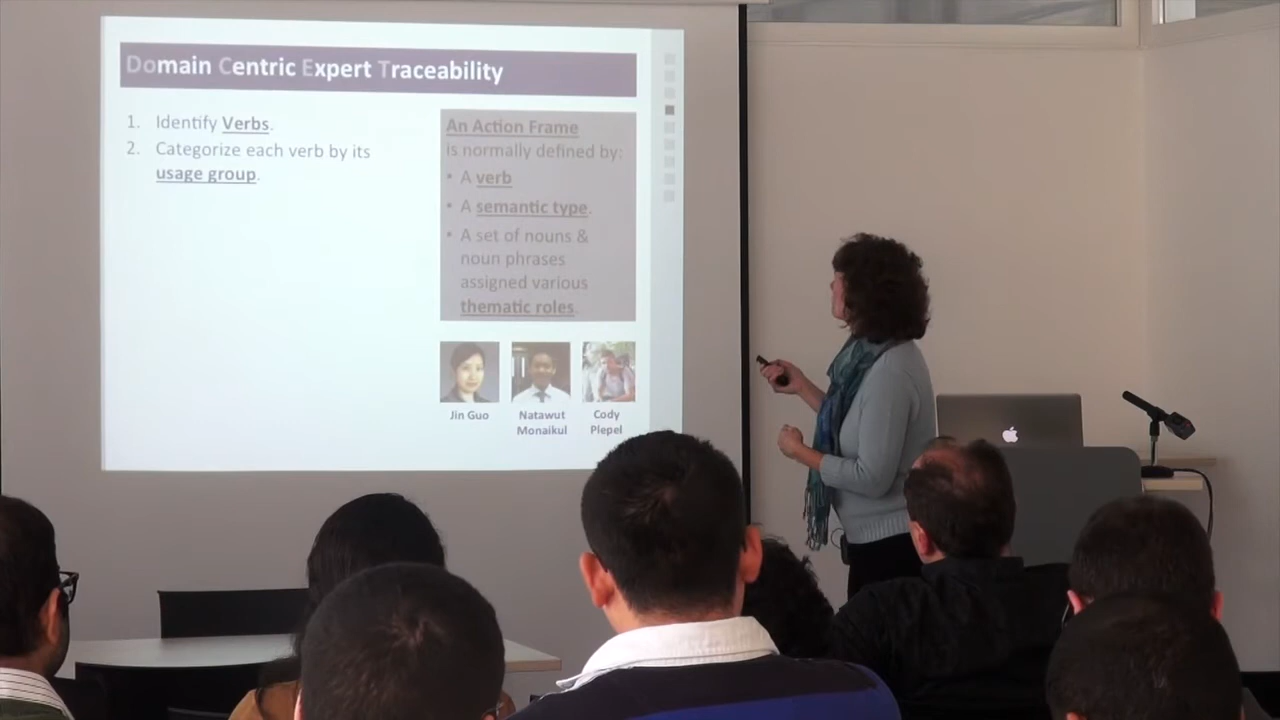 Domain Centric Expert Traceability
1. Identify Verbs.
2. Categorize each verb by its
usage group.
An Action Frame
is normally defined by:
• A verb
• A semantic type.
• A set of nouns &
noun phrases
assigned various
thematic roles.
Jin Guo
Natawut
Monaikul
Cody
Plepel